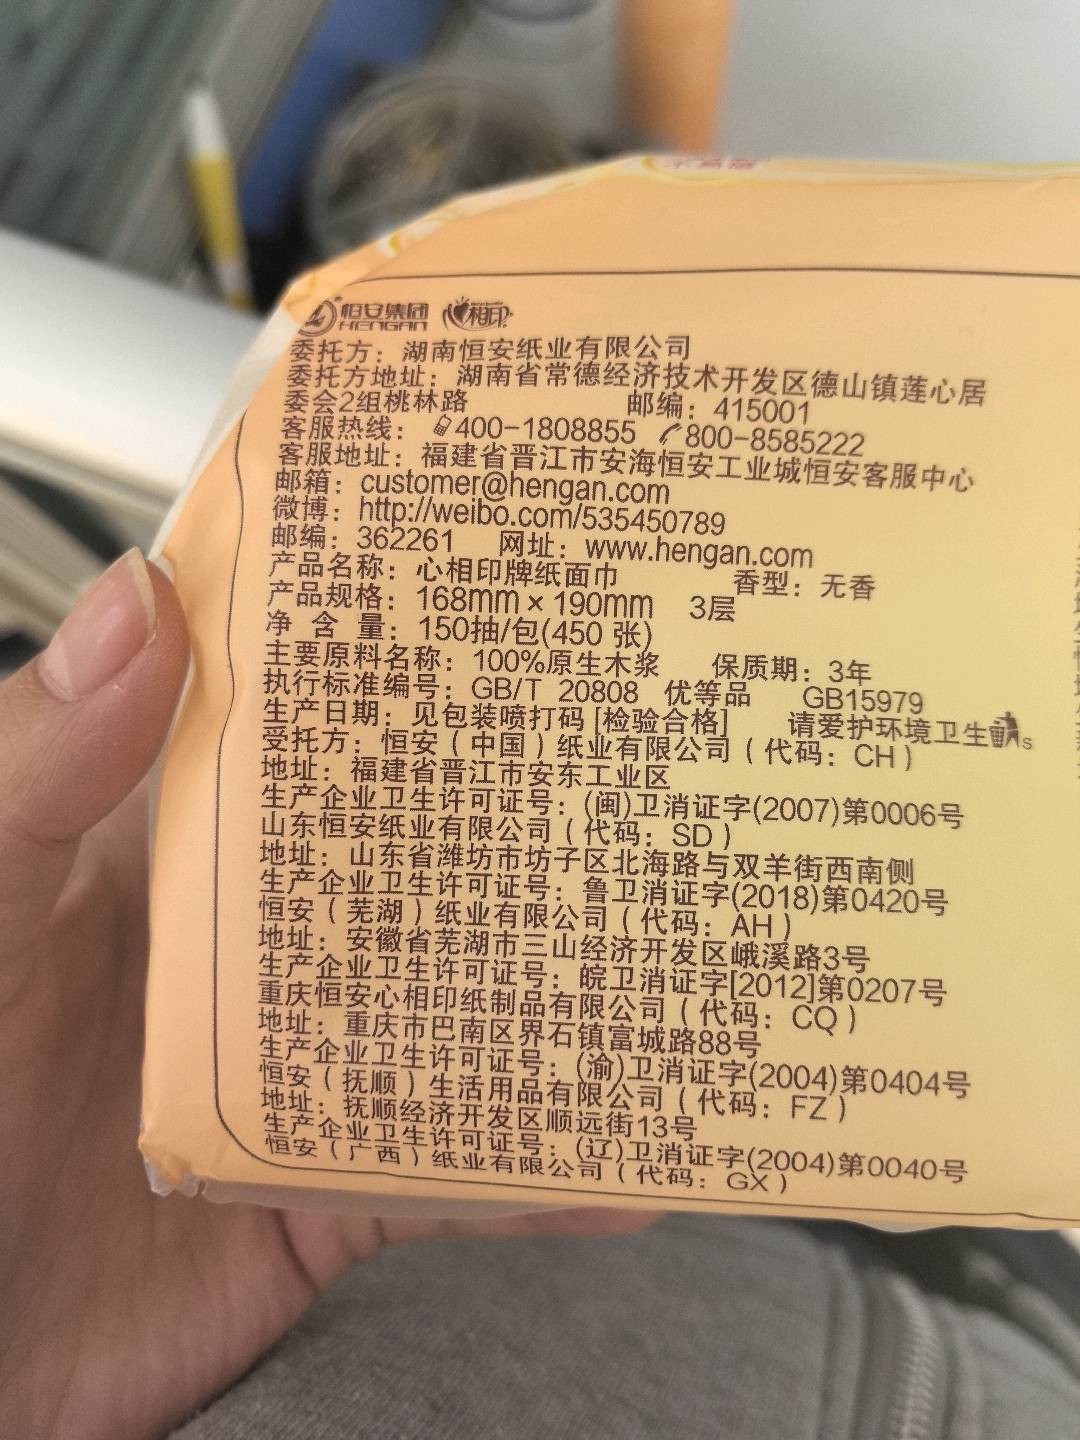 恒安集团 心相印
HENGAN
委托方：湖南恒安纸业有限公司
委托方地址：湖南省常德经济技术开发区德山镇莲心居
委会2组桃林路 邮编：415001
客服热线：400-1808855 800-8585222
客服地址：福建省晋江市安海恒安工业城恒安客服中心
邮箱：customer@hengan.com
微博：http://weibo.com/535450789
邮编：362261 网址：www.hengan.com
产品名称：心相印牌纸面巾 香型：无香
产品规格：168mm×190mm 3层
净 含 量：150抽/包(450 张)
主要原料名称：100%原生木浆 保质期：3年
执行标准编号：GB/T 20808 优等品 GB15979
生产日期：见包装喷打码 [检验合格] 请爱护环境卫生 S
受托方：恒安（中国）纸业有限公司（代码：CH）
地址：福建省晋江市安东工业区
生产企业卫生许可证号：(闽)卫消证字(2007)第0006号
山东恒安纸业有限公司（代码：SD）
地址：山东省潍坊市坊子区北海路与双羊街西南侧
生产企业卫生许可证号：鲁卫消证字(2018)第0420号
恒安（芜湖）纸业有限公司（代码：AH）
地址：安徽省芜湖市三山经济开发区峨溪路3号
生产企业卫生许可证号：皖卫消证字[2012]第0207号
重庆恒安心相印纸制品有限公司（代码：CQ）
地址：重庆市巴南区界石镇富城路88号
生产企业卫生许可证号：(渝)卫消证字(2004)第0404号
恒安（抚顺）生活用品有限公司（代码：FZ）
地址：抚顺经济开发区顺远街13号
生产企业卫生许可证号：(辽)卫消证字(2004)第0040号
恒安（广西）纸业有限公司（代码：GX）